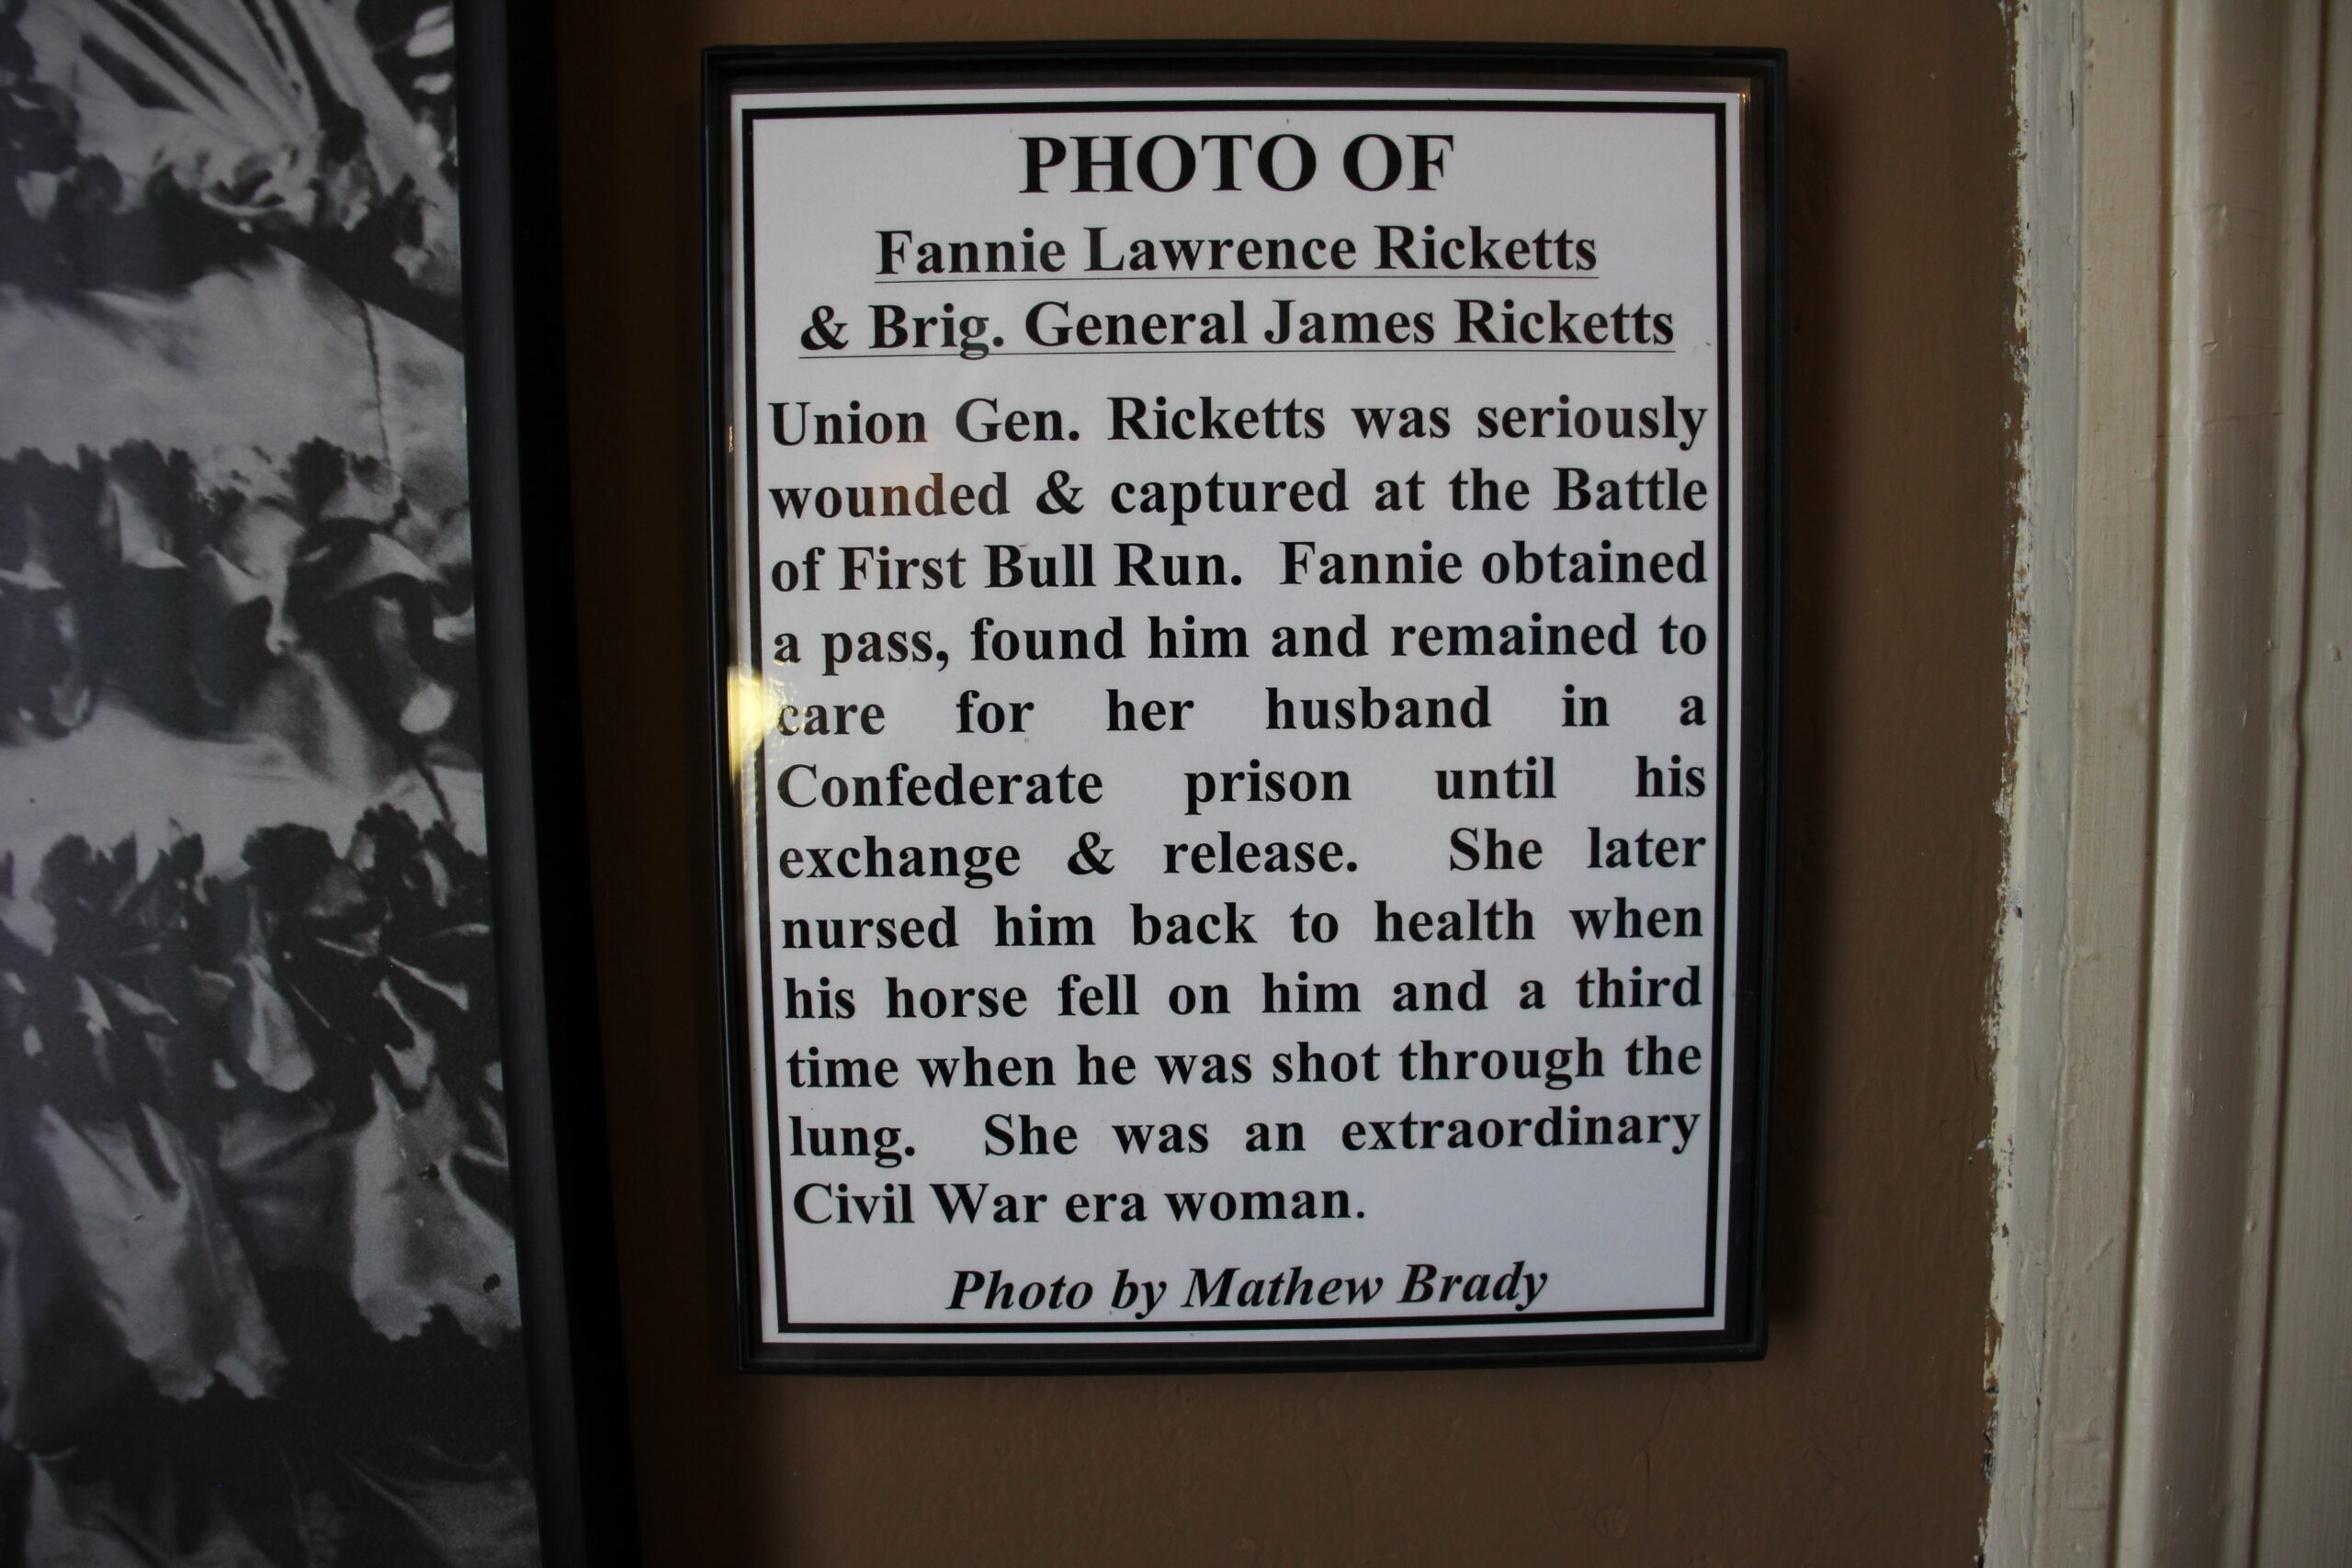 PHOTO OF
Fannie Lawrence Ricketts
& Brig. General James Ricketts
Union Gen. Ricketts was seriously
wounded & captured at the Battle
of First Bull Run. Fannie obtained
a pass, found him and remained to
care for her husband in a
Confederate prison until his
exchange & release. She later
nursed him back to health when
his horse fell on him and a third
time when he was shot through the
lung. She was an extraordinary
Civil War era woman.
Photo by Mathew Brady